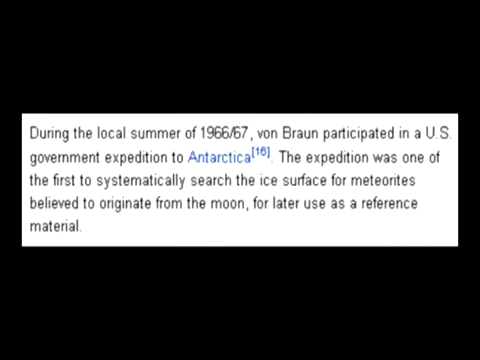 During the local summer of 1966/67, von Braun participated in a U.S.
government expedition to Antarctica[16]. The expedition was one of
the first to systematically search the ice surface for meteorites
believed to originate from the moon, for later use as a reference
material.